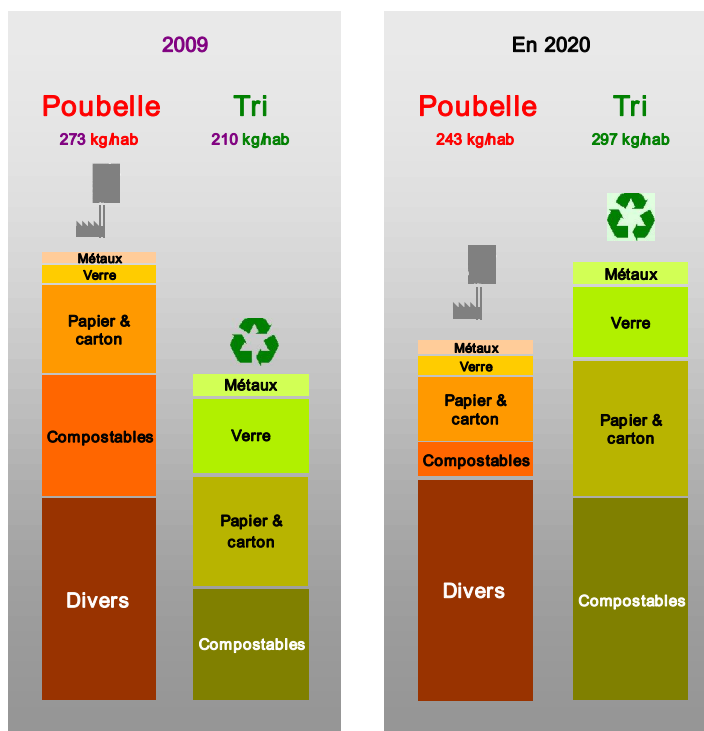 2009
Poubelle
273 kg/hab
Tri
210 kg/hab
Métaux
Verre
Papier &
carton
Compostables
Divers
Métaux
Verre
Papier &
carton
Compostables
En 2020
Poubelle
243 kg/hab
Tri
297 kg/hab
Métaux
Verre
Papier &
carton
Compostables
Divers
Métaux
Verre
Papier &
carton
Compostables